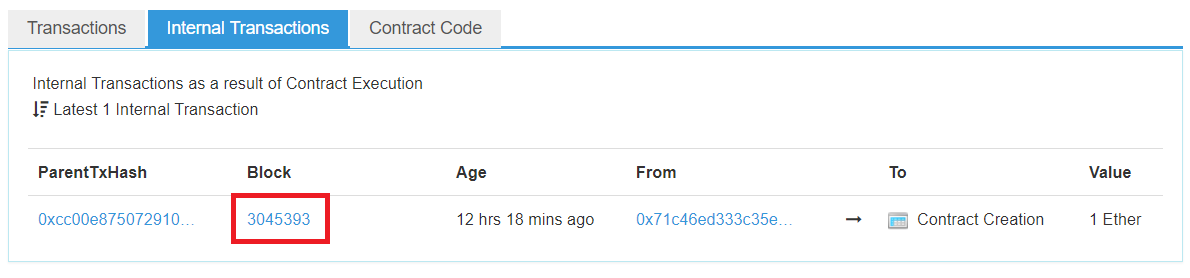 Transactions Internal Transactions Contract Code
Internal Transactions as a result of Contract Execution
Latest 1 Internal Transaction
ParentTxHash Block Age From To Value
0xcc00e875072910... 3045393 12 hrs 18 mins ago 0x71c46ed333c35e... → Contract Creation 1 Ether